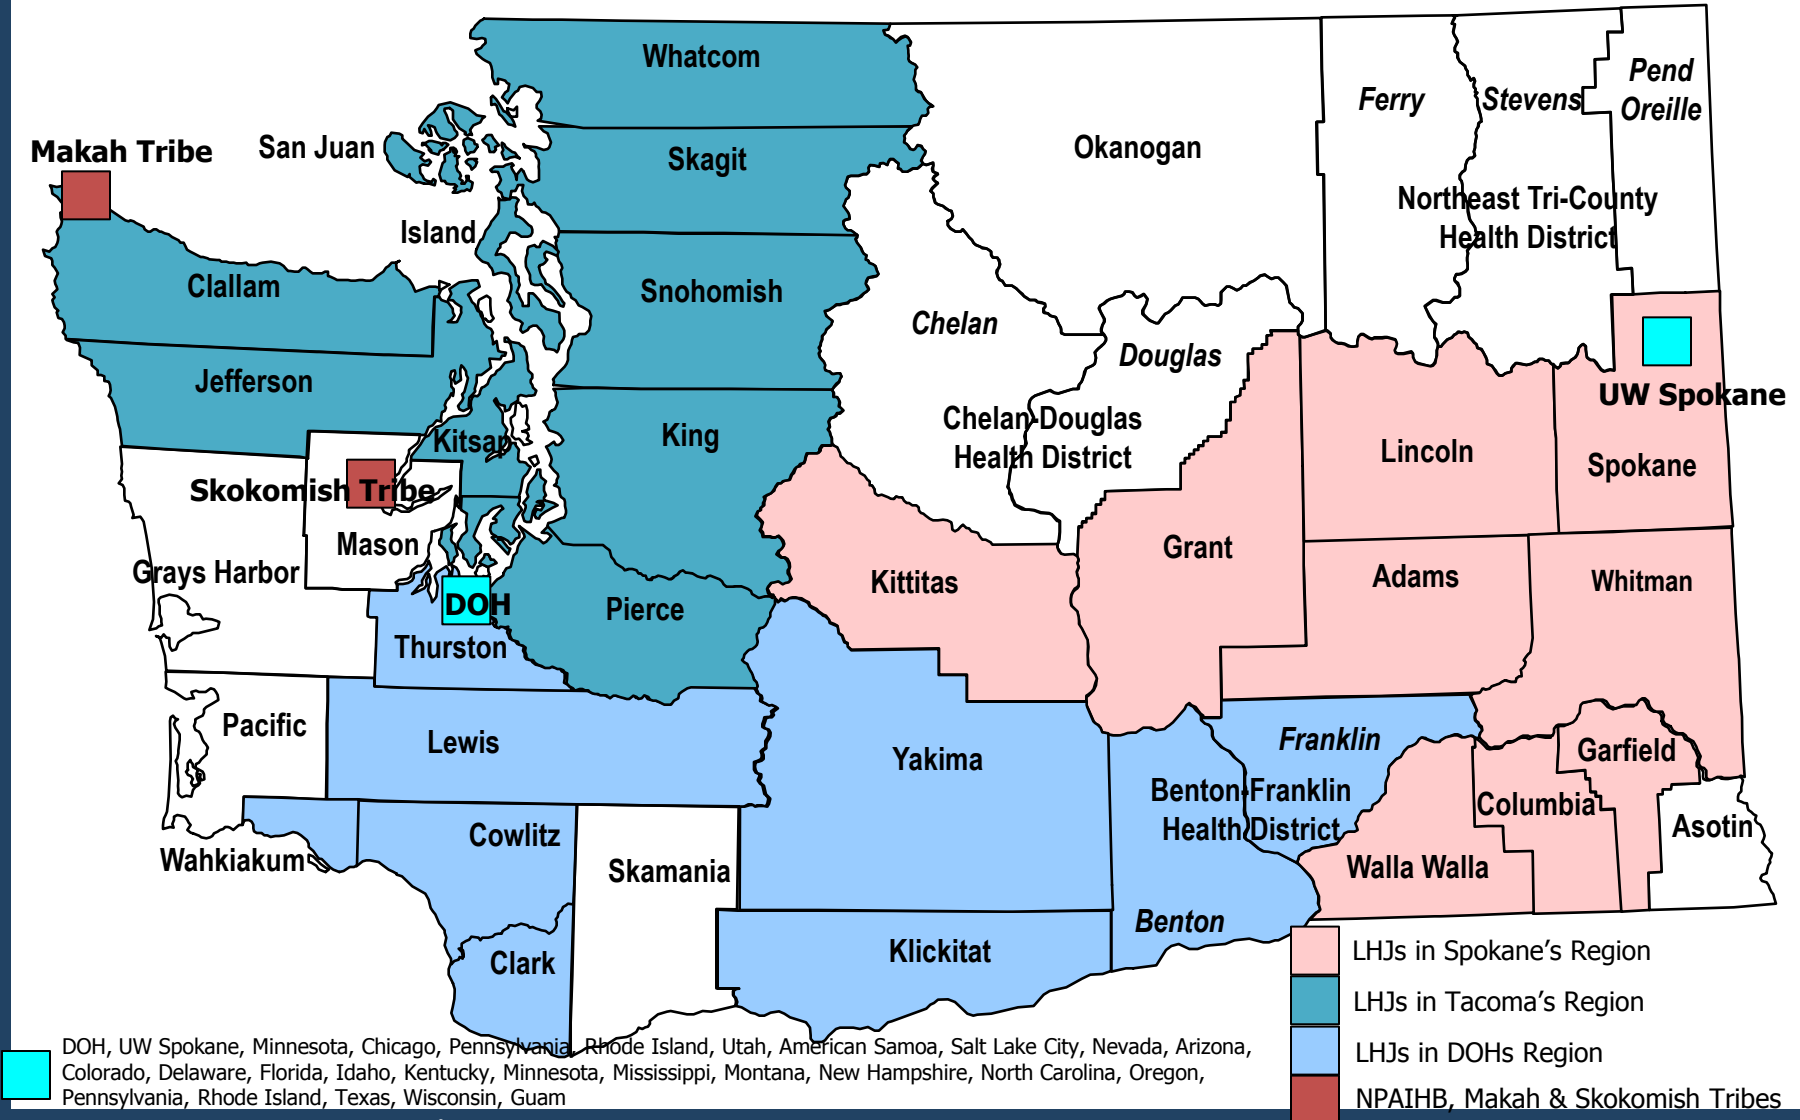 Whatcom
Pend
Oreille
Ferry
Stevens
Makah Tribe
San Juan
Skagit
Okanogan
Northeast Tri-County
Health District
Island
Clallam
Snohomish
Chelan
Douglas
Jefferson
UW Spokane
Chelan-Douglas
Health District
Kitsap
King
Lincoln
Spokane
Skokomish Tribe
Mason
Grant
Grays Harbor
Kittitas
Adams
Whitman
DOH
Pierce
Thurston
Pacific
Lewis
Yakima
Franklin
Garfield
Benton-Franklin
Health District
Columbia
Asotin
Cowlitz
Wahkiakum
Skamania
Walla Walla
Benton
Clark
Klickitat
LHJs in Spokane’s Region
LHJs in Tacoma’s Region
LHJs in DOHs Region
NPAIHB, Makah & Skokomish Tribes
DOH, UW Spokane, Minnesota, Chicago, Pennsylvania, Rhode Island, Utah, American Samoa, Salt Lake City, Nevada, Arizona,
Colorado, Delaware, Florida, Idaho, Kentucky, Minnesota, Mississippi, Montana, New Hampshire, North Carolina, Oregon,
Pennsylvania, Rhode Island, Texas, Wisconsin, Guam